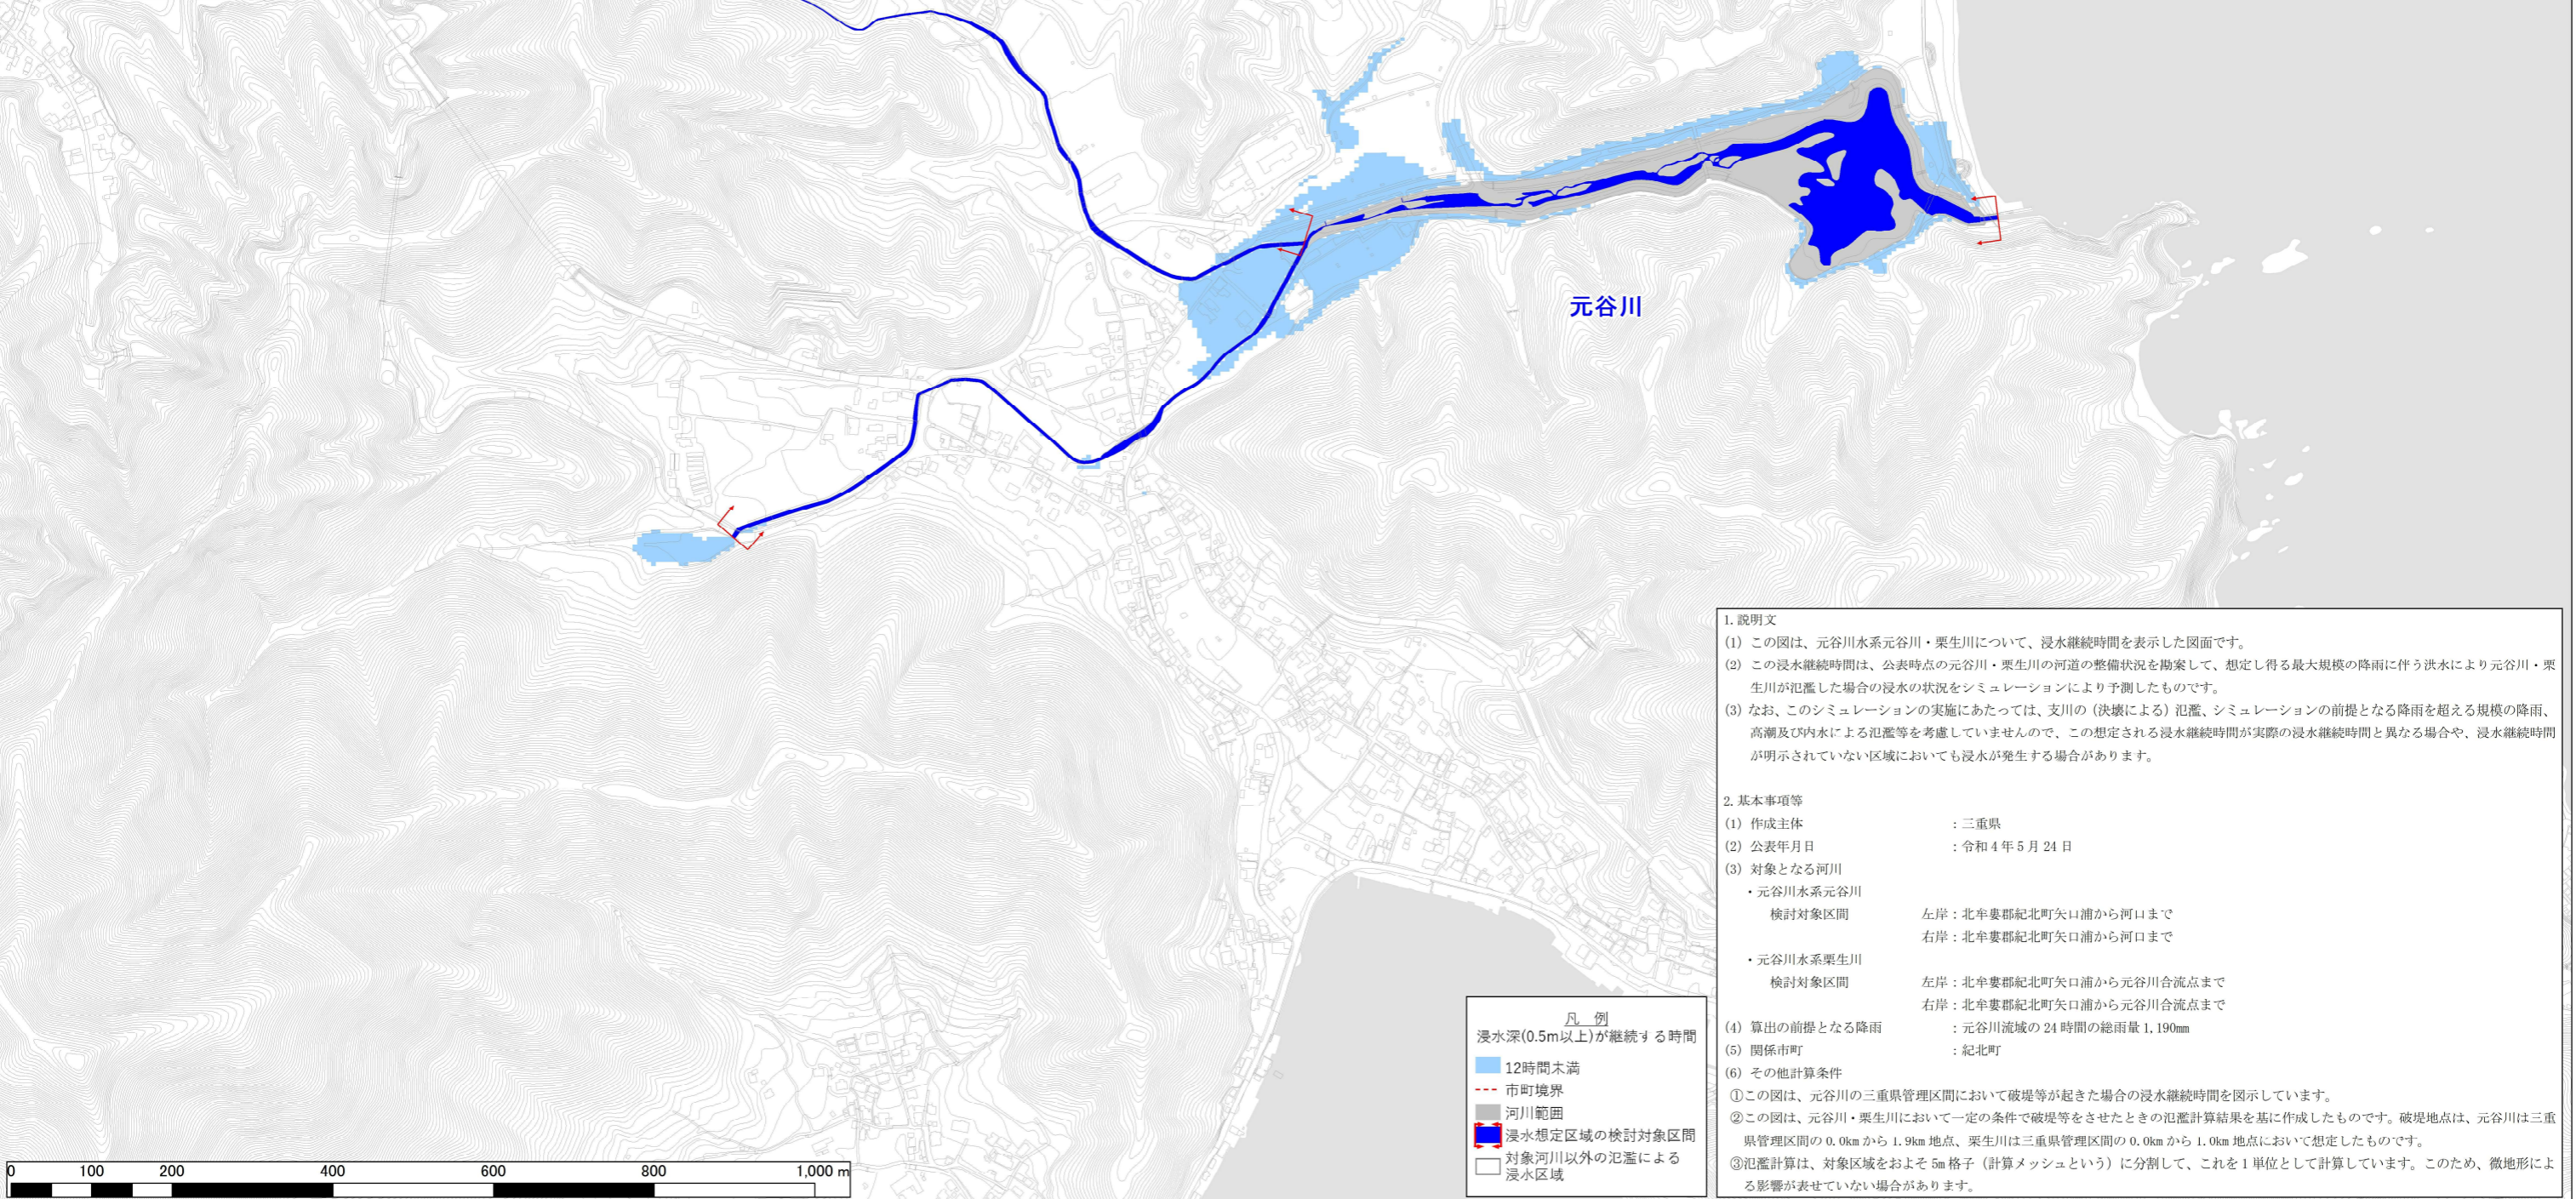 元谷川
1.説明文
(1) この図は、元谷川水系元谷川・栗生川について、浸水継続時間を表示した図面です。
(2) この浸水継続時間は、公表時点の元谷川・栗生川の河道の整備状況を勘案して、想定し得る最大規模の降雨に伴う洪水により元谷川・栗
生川が氾濫した場合の浸水の状況をシミュレーションにより予測したものです。
(3) なお、このシミュレーションの実施にあたっては、支川の（決壊による）氾濫、シミュレーションの前提となる降雨を超える規模の降雨、
高潮及び内水による氾濫等を考慮していませんので、この想定される浸水継続時間が実際の浸水継続時間と異なる場合や、浸水継続時間
が明示されていない区域においても浸水が発生する場合があります。
2.基本事項等
(1) 作成主体 ：三重県
(2) 公表年月日 ：令和4年5月24日
(3) 対象となる河川
・元谷川水系元谷川
検討対象区間 左岸：北牟婁郡紀北町矢口浦から河口まで
右岸：北牟婁郡紀北町矢口浦から河口まで
・元谷川水系栗生川
検討対象区間 左岸：北牟婁郡紀北町矢口浦から元谷川合流点まで
右岸：北牟婁郡紀北町矢口浦から元谷川合流点まで
(4) 算出の前提となる降雨 ：元谷川流域の24時間の総雨量1,190mm
(5) 関係市町 ：紀北町
(6) その他計算条件
①この図は、元谷川の三重県管理区間において破堤等が起きた場合の浸水継続時間を図示しています。
②この図は、元谷川・栗生川において一定の条件で破堤等をさせたときの氾濫計算結果を基に作成したものです。破堤地点は、元谷川は三重
県管理区間の0.0kmから1.9km地点、栗生川は三重県管理区間の0.0kmから1.0km地点において想定したものです。
③氾濫計算は、対象区域をおよそ5m格子（計算メッシュという）に分割して、これを1単位として計算しています。このため、微地形によ
る影響が表せていない場合があります。
凡 例
浸水深(0.5m以上)が継続する時間
12時間未満
市町境界
河川範囲
浸水想定区域の検討対象区間
対象河川以外の氾濫による
浸水区域
0 100 200 400 600 800 1,000 m